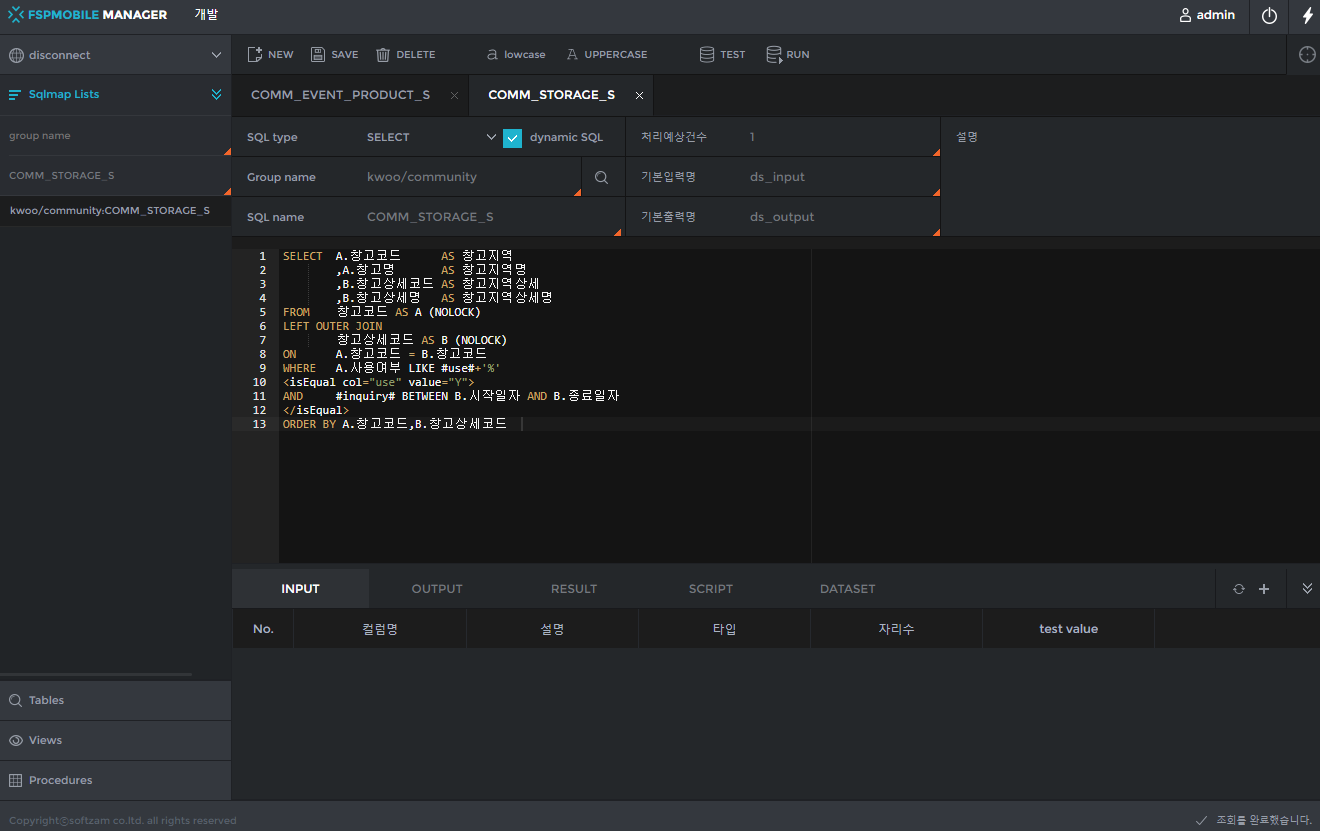 FSPMOBILE MANAGER 개발 admin
disconnect
NEW SAVE DELETE lowcase UPPERCASE TEST RUN
Sqlmap Lists
COMM_EVENT_PRODUCT_S COMM_STORAGE_S
group name
COMM_STORAGE_S
kwoo/community:COMM_STORAGE_S
SQL type SELECT dynamic SQL 처리예상건수 1 설명
Group name kwoo/community 기본입력명 ds_input
SQL name COMM_STORAGE_S 기본출력명 ds_output
1 SELECT A.창고코드 AS 창고지역
2 ,A.창고명 AS 창고지역명
3 ,B.창고상세코드 AS 창고지역상세
4 ,B.창고상세명 AS 창고지역상세명
5 FROM 창고코드 AS A (NOLOCK)
6 LEFT OUTER JOIN
7 창고상세코드 AS B (NOLOCK)
8 ON A.창고코드 = B.창고코드
9 WHERE A.사용여부 LIKE #use#+'%'
10 <isEqual col="use" value="Y">
11 AND #inquiry# BETWEEN B.시작일자 AND B.종료일자
12 </isEqual>
13 ORDER BY A.창고코드,B.창고상세코드
INPUT OUTPUT RESULT SCRIPT DATASET
No. 컬럼명 설명 타입 자리수 test value
Tables
Views
Procedures
Copyright©softzam co.ltd. all rights reserved
조회를 완료했습니다.